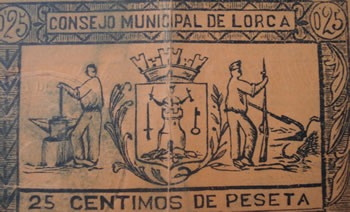 0.25 CONSEJO MUNICIPAL DE LORCA 0.25
25 CENTIMOS DE PESETA